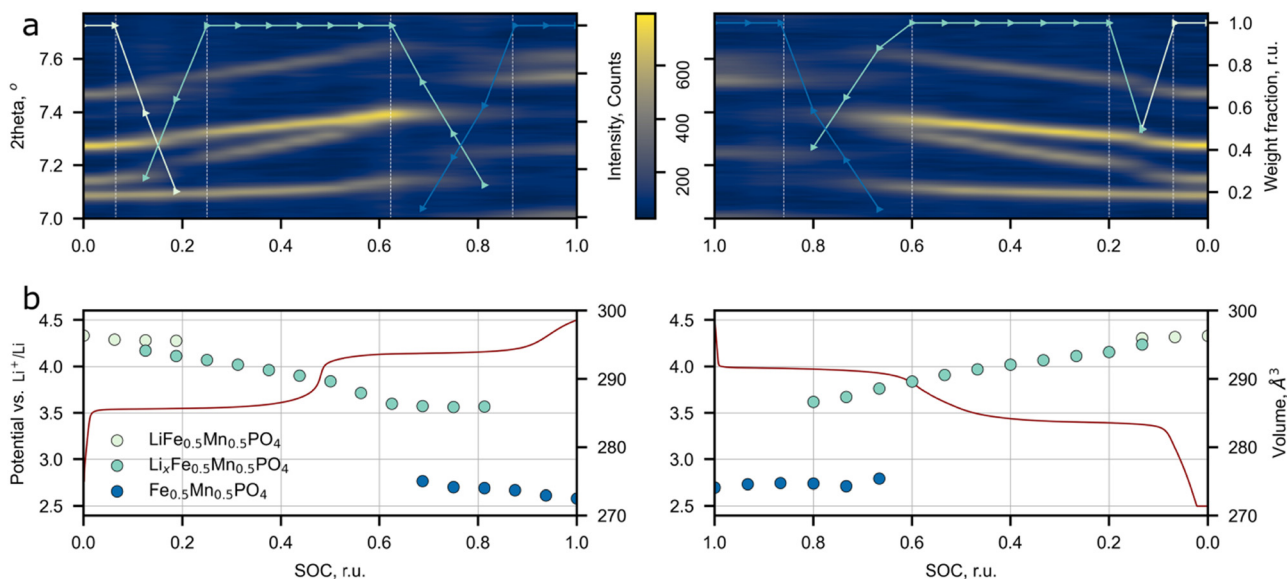 a
2theta, °
7.6
7.4
7.2
7.0
0.0 0.2 0.4 0.6 0.8 1.0
Intensity, Counts
600
400
200
1.0 0.8 0.6 0.4 0.2 0.0
1.0
0.8
0.6
0.4
0.2
Weight fraction, r.u.
b
Potential vs. Li⁺/Li
4.5
4.0
3.5
3.0
2.5
LiFe₀.₅Mn₀.₅PO₄
LiₓFe₀.₅Mn₀.₅PO₄
Fe₀.₅Mn₀.₅PO₄
300
290
280
270
0.0 0.2 0.4 0.6 0.8 1.0
SOC, r.u.
4.5
4.0
3.5
3.0
2.5
300
290
280
270
Volume, Å³
1.0 0.8 0.6 0.4 0.2 0.0
SOC, r.u.